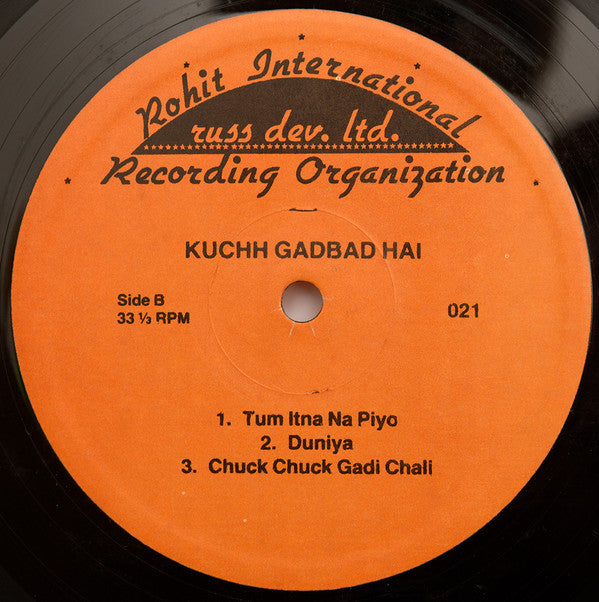 Rohit International
russ dev. ltd.
Recording Organization
KUCHH GADBAD HAI
Side B
33 ⅓ RPM
021
1. Tum Itna Na Piyo
2. Duniya
3. Chuck Chuck Gadi Chali